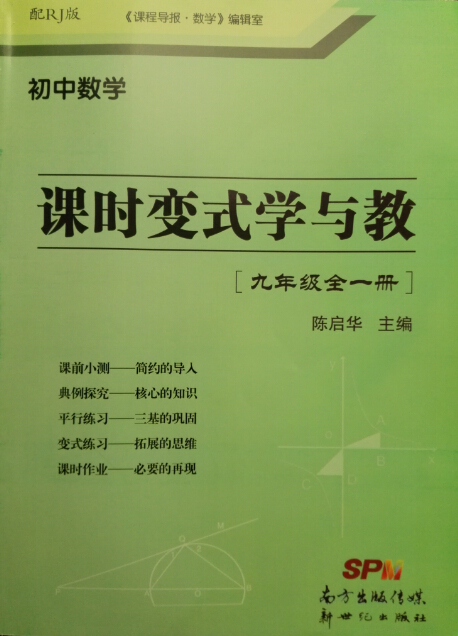 配RJ版 《课程导报·数学》编辑室
初中数学
课时变式学与教
[九年级全一册]
陈启华 主编
课前小测——简约的导入
典例探究——核心的知识
平行练习——三基的巩固
变式练习——拓展的思维
课时作业——必要的再现
SPM
南方出版传媒
新世纪出版社